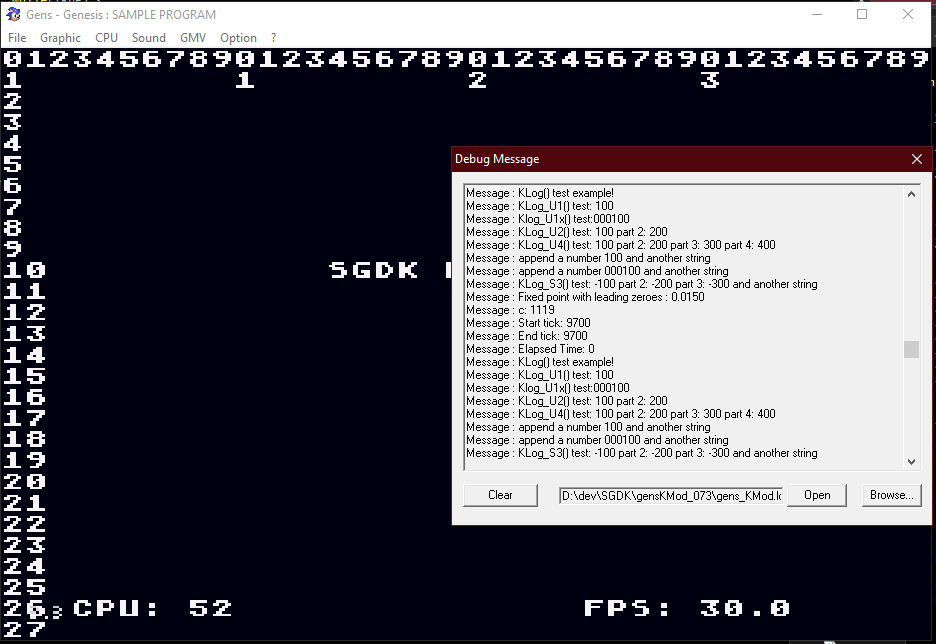 Gens - Genesis : SAMPLE PROGRAM
File Graphic CPU Sound GMV Option ?
0123456789012345678901234567890123456789
1 1 2 3
2
3
4
5
6
7
8
9
10 SGDK
11
12
13
14
15
16
17
18
19
20
21
22
23
24
25
26 CPU: 52 FPS: 30.0
27
Debug Message
Message : KLog() test example!
Message : KLog_U1() test: 100
Message : Klog_U1x() test:000100
Message : KLog_U2() test: 100 part 2: 200
Message : KLog_U4() test: 100 part 2: 200 part 3: 300 part 4: 400
Message : append a number 100 and another string
Message : append a number 000100 and another string
Message : KLog_S3() test: -100 part 2: -200 part 3: -300 and another string
Message : Fixed point with leading zeroes : 0.0150
Message : c: 1119
Message : Start tick: 9700
Message : End tick: 9700
Message : Elapsed Time: 0
Message : KLog() test example!
Message : KLog_U1() test: 100
Message : Klog_U1x() test:000100
Message : KLog_U2() test: 100 part 2: 200
Message : KLog_U4() test: 100 part 2: 200 part 3: 300 part 4: 400
Message : append a number 100 and another string
Message : append a number 000100 and another string
Message : KLog_S3() test: -100 part 2: -200 part 3: -300 and another string
Clear D:\dev\SGDK\gensKMod_073\gens_KMod.l Open Browse...